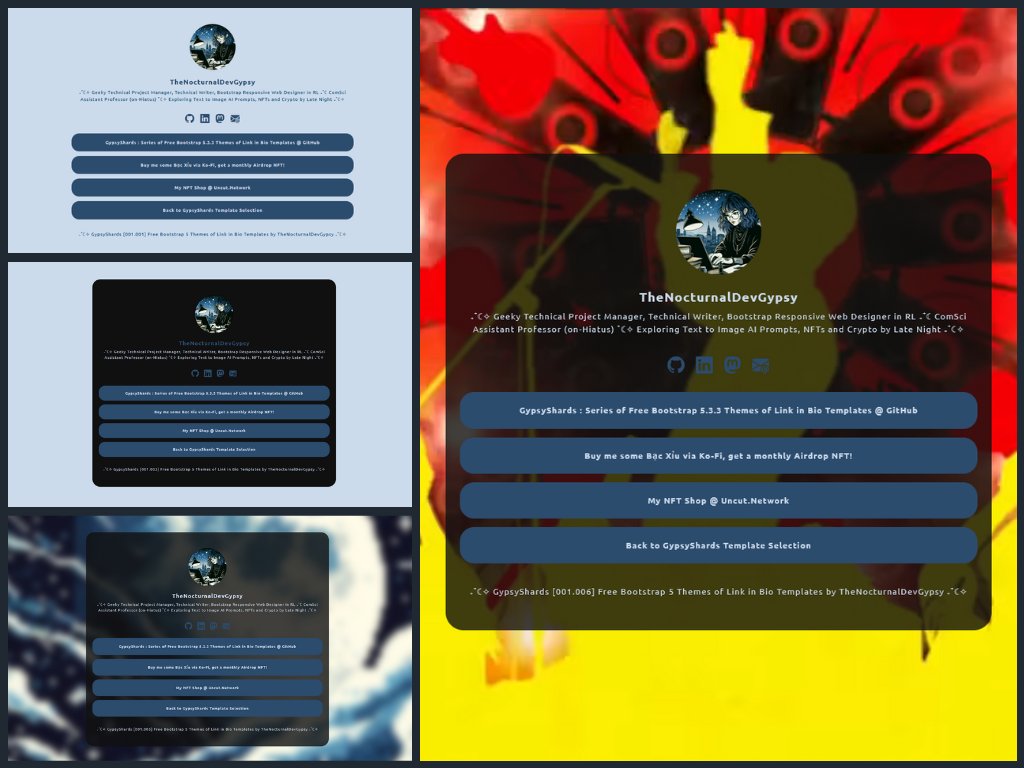 TheNocturnalDevGypsy
˖˚☾✧ Geeky Technical Project Manager, Technical Writer, Bootstrap Responsive Web Designer in RL ˖˚☾ ComSci
Assistant Professor (on-Hiatus) ˚☾✧ Exploring Text to Image AI Prompts, NFTs and Crypto by Late Night ˖˚☾✧
GypsyShards : Series of Free Bootstrap 5.3.3 Themes of Link in Bio Templates @ GitHub
Buy me some Bạc Xỉu via Ko-Fi, get a monthly Airdrop NFT!
My NFT Shop @ Uncut.Network
Back to GypsyShards Template Selection
˖˚☾✧ GypsyShards [001.001] Free Bootstrap 5 Themes of Link in Bio Templates by TheNocturnalDevGypsy ˖˚☾✧
TheNocturnalDevGypsy
˖˚☾✧ Geeky Technical Project Manager, Technical Writer, Bootstrap Responsive Web Designer in RL ˖˚☾ ComSci
Assistant Professor (on-Hiatus) ˚☾✧ Exploring Text to Image AI Prompts, NFTs and Crypto by Late Night ˖˚☾✧
GypsyShards : Series of Free Bootstrap 5.3.3 Themes of Link in Bio Templates @ GitHub
Buy me some Bạc Xỉu via Ko-Fi, get a monthly Airdrop NFT!
My NFT Shop @ Uncut.Network
Back to GypsyShards Template Selection
˖˚☾✧ GypsyShards Free Bootstrap 5 Themes of Link in Bio Templates by TheNocturnalDevGypsy ˖˚☾✧
TheNocturnalDevGypsy
˖˚☾✧ Geeky Technical Project Manager, Technical Writer, Bootstrap Responsive Web Designer in RL ˖˚☾ ComSci
Assistant Professor (on-Hiatus) ˚☾✧ Exploring Text to Image AI Prompts, NFTs and Crypto by Late Night ˖˚☾✧
GypsyShards : Series of Free Bootstrap 5.3.3 Themes of Link in Bio Templates @ GitHub
Buy me some Bạc Xỉu via Ko-Fi, get a monthly Airdrop NFT!
My NFT Shop @ Uncut.Network
Back to GypsyShards Template Selection
˖˚☾✧ GypsyShards Free Bootstrap 5 Themes of Link in Bio Templates by TheNocturnalDevGypsy ˖˚☾✧
TheNocturnalDevGypsy
˖˚☾✧ Geeky Technical Project Manager, Technical Writer, Bootstrap Responsive Web Designer in RL ˖˚☾ ComSci
Assistant Professor (on-Hiatus) ˚☾✧ Exploring Text to Image AI Prompts, NFTs and Crypto by Late Night ˖˚☾✧
GypsyShards : Series of Free Bootstrap 5.3.3 Themes of Link in Bio Templates @ GitHub
Buy me some Bạc Xỉu via Ko-Fi, get a monthly Airdrop NFT!
My NFT Shop @ Uncut.Network
Back to GypsyShards Template Selection
˖˚☾✧ GypsyShards [001.006] Free Bootstrap 5 Themes of Link in Bio Templates by TheNocturnalDevGypsy ˖˚☾✧